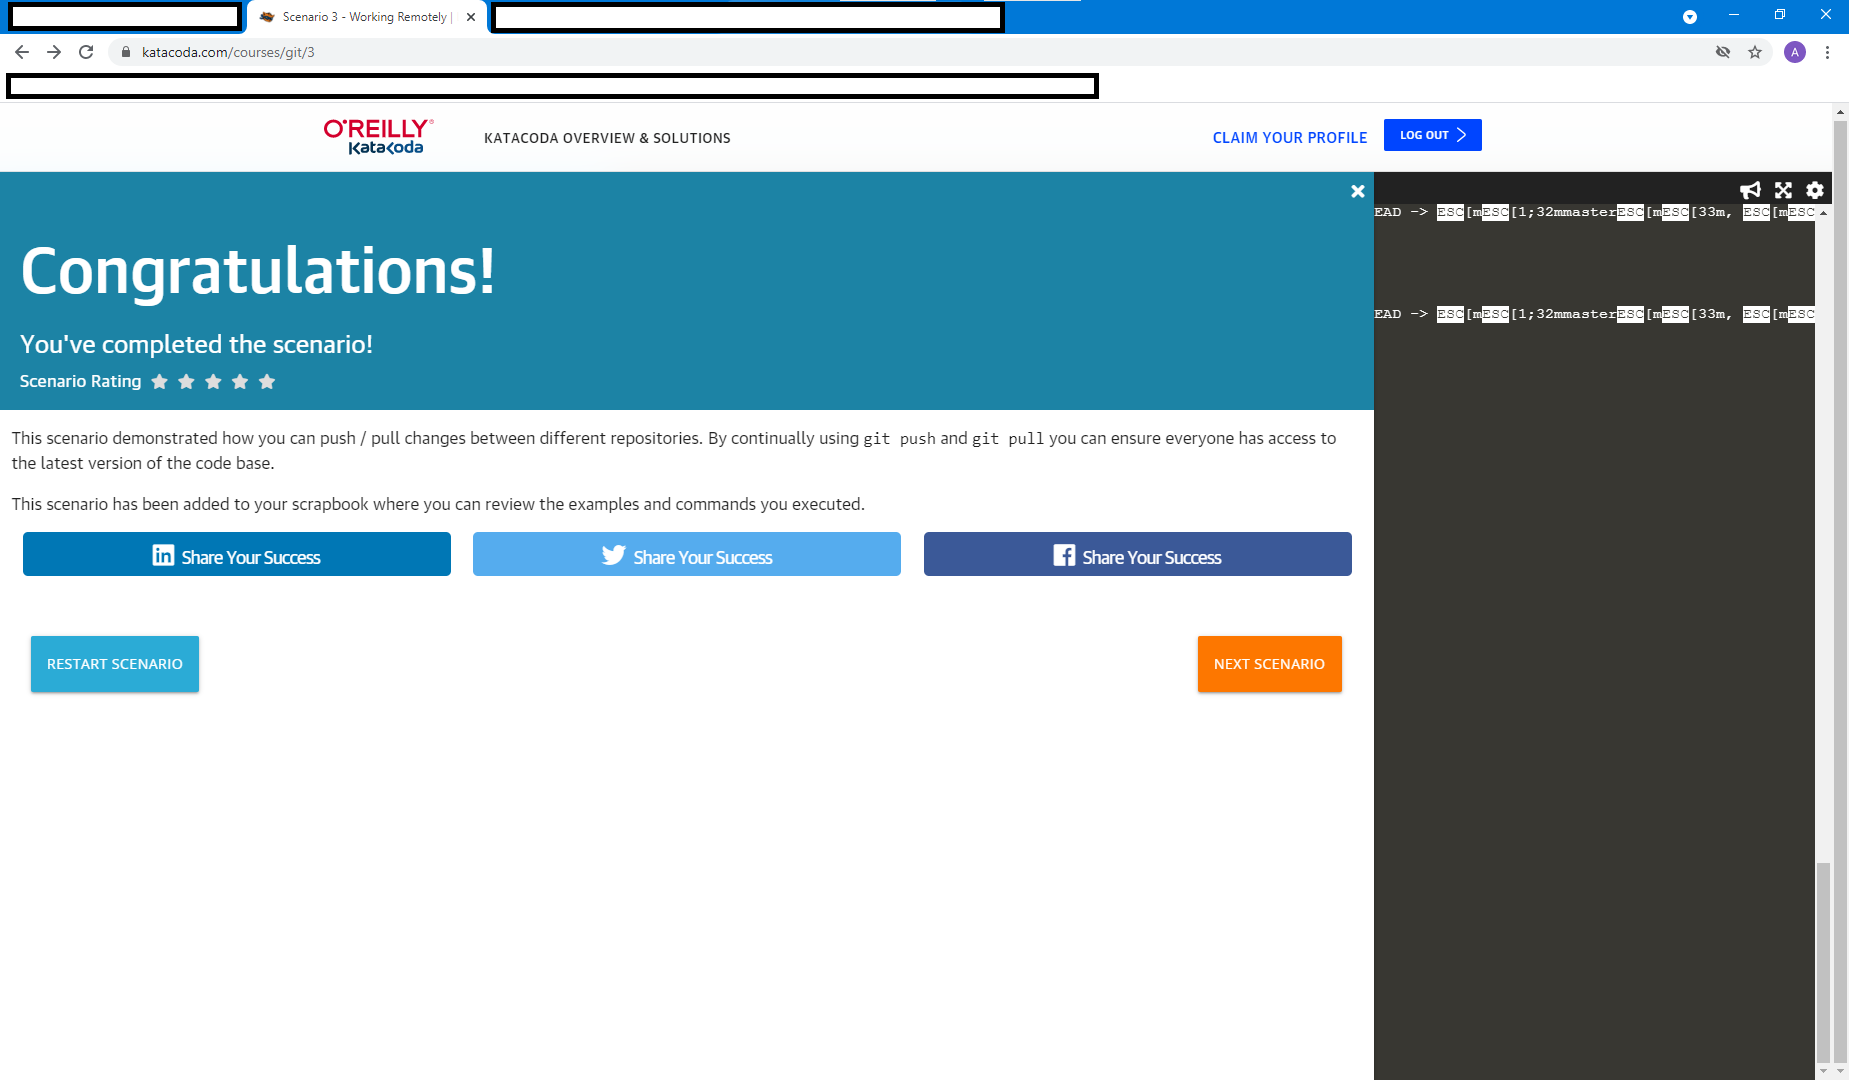 Scenario 3 - Working Remotely |
katacoda.com/courses/git/3
A
O'REILLY®
KataKoda
KATACODA OVERVIEW & SOLUTIONS
CLAIM YOUR PROFILE
LOG OUT
EAD -> ESC[mESC[1;32mmasterESC[mESC[33m, ESC[mESC
Congratulations!
EAD -> ESC[mESC[1;32mmasterESC[mESC[33m, ESC[mESC
You've completed the scenario!
Scenario Rating
This scenario demonstrated how you can push / pull changes between different repositories. By continually using git push and git pull you can ensure everyone has access to
the latest version of the code base.
This scenario has been added to your scrapbook where you can review the examples and commands you executed.
Share Your Success
Share Your Success
Share Your Success
RESTART SCENARIO
NEXT SCENARIO